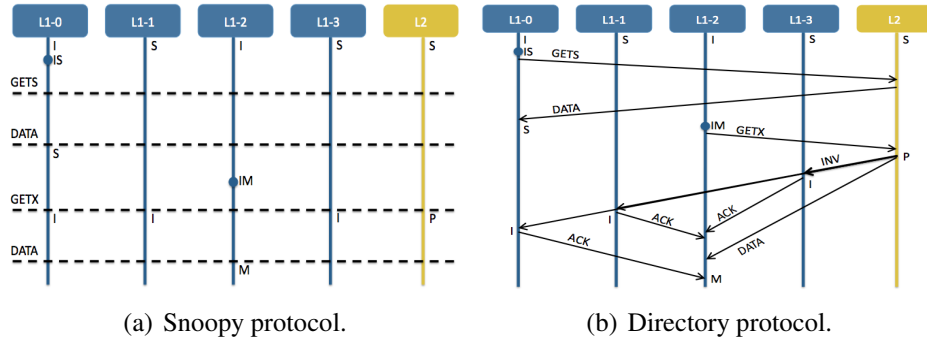 L1-0 L1-1 L1-2 L1-3 L2
I S I S S
IS
GETS
DATA
S
IM
GETX
I I I P
DATA
M
(a) Snoopy protocol.
L1-0 L1-1 L1-2 L1-3 L2
I S I S S
IS
GETS
DATA
S
IM
GETX
INV
P
I
I
ACK
ACK
I
ACK
DATA
M
(b) Directory protocol.